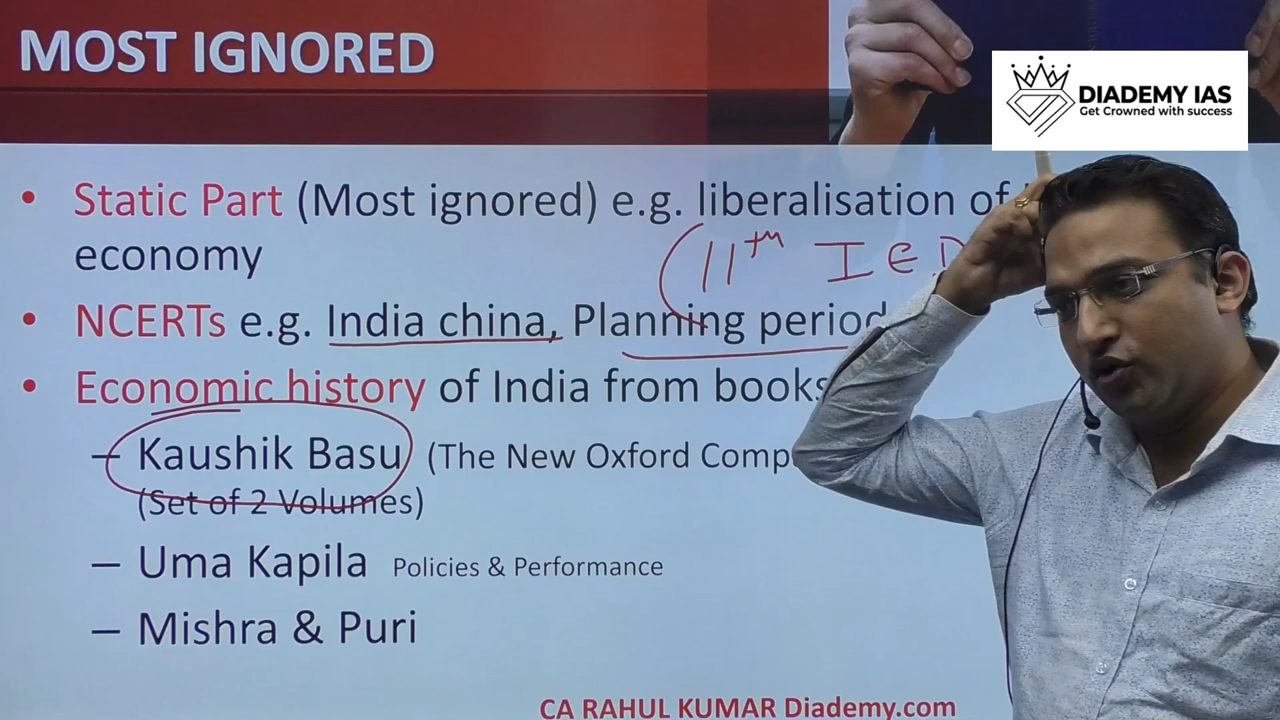 MOST IGNORED
DIADEMY IAS
Get Crowned with success
• Static Part (Most ignored) e.g. liberalisation of
economy
(11th IED
• NCERTs e.g. India china, Planning period
• Economic history of India from books
– Kaushik Basu (The New Oxford Comp
(Set of 2 Volumes)
– Uma Kapila Policies & Performance
– Mishra & Puri
CA RAHUL KUMAR Diademy.com